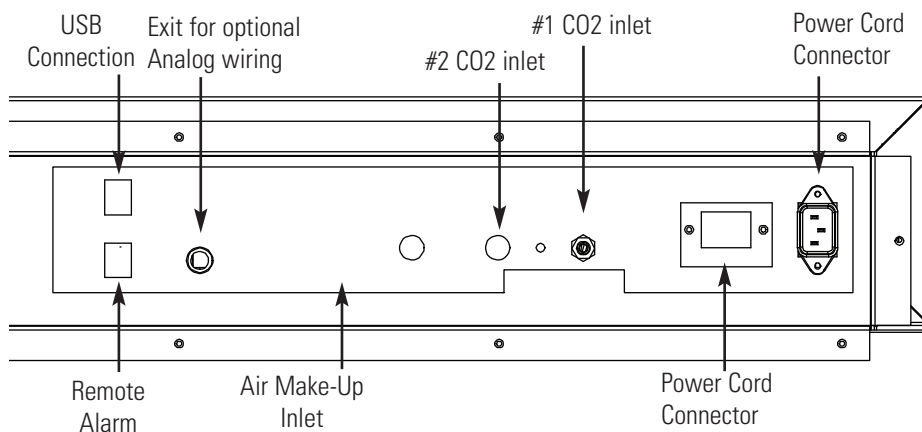 USB
Connection
Exit for optional
Analog wiring
#2 CO2 inlet
#1 CO2 inlet
Power Cord
Connector
Remote
Alarm
Air Make-Up
Inlet
Power Cord
Connector